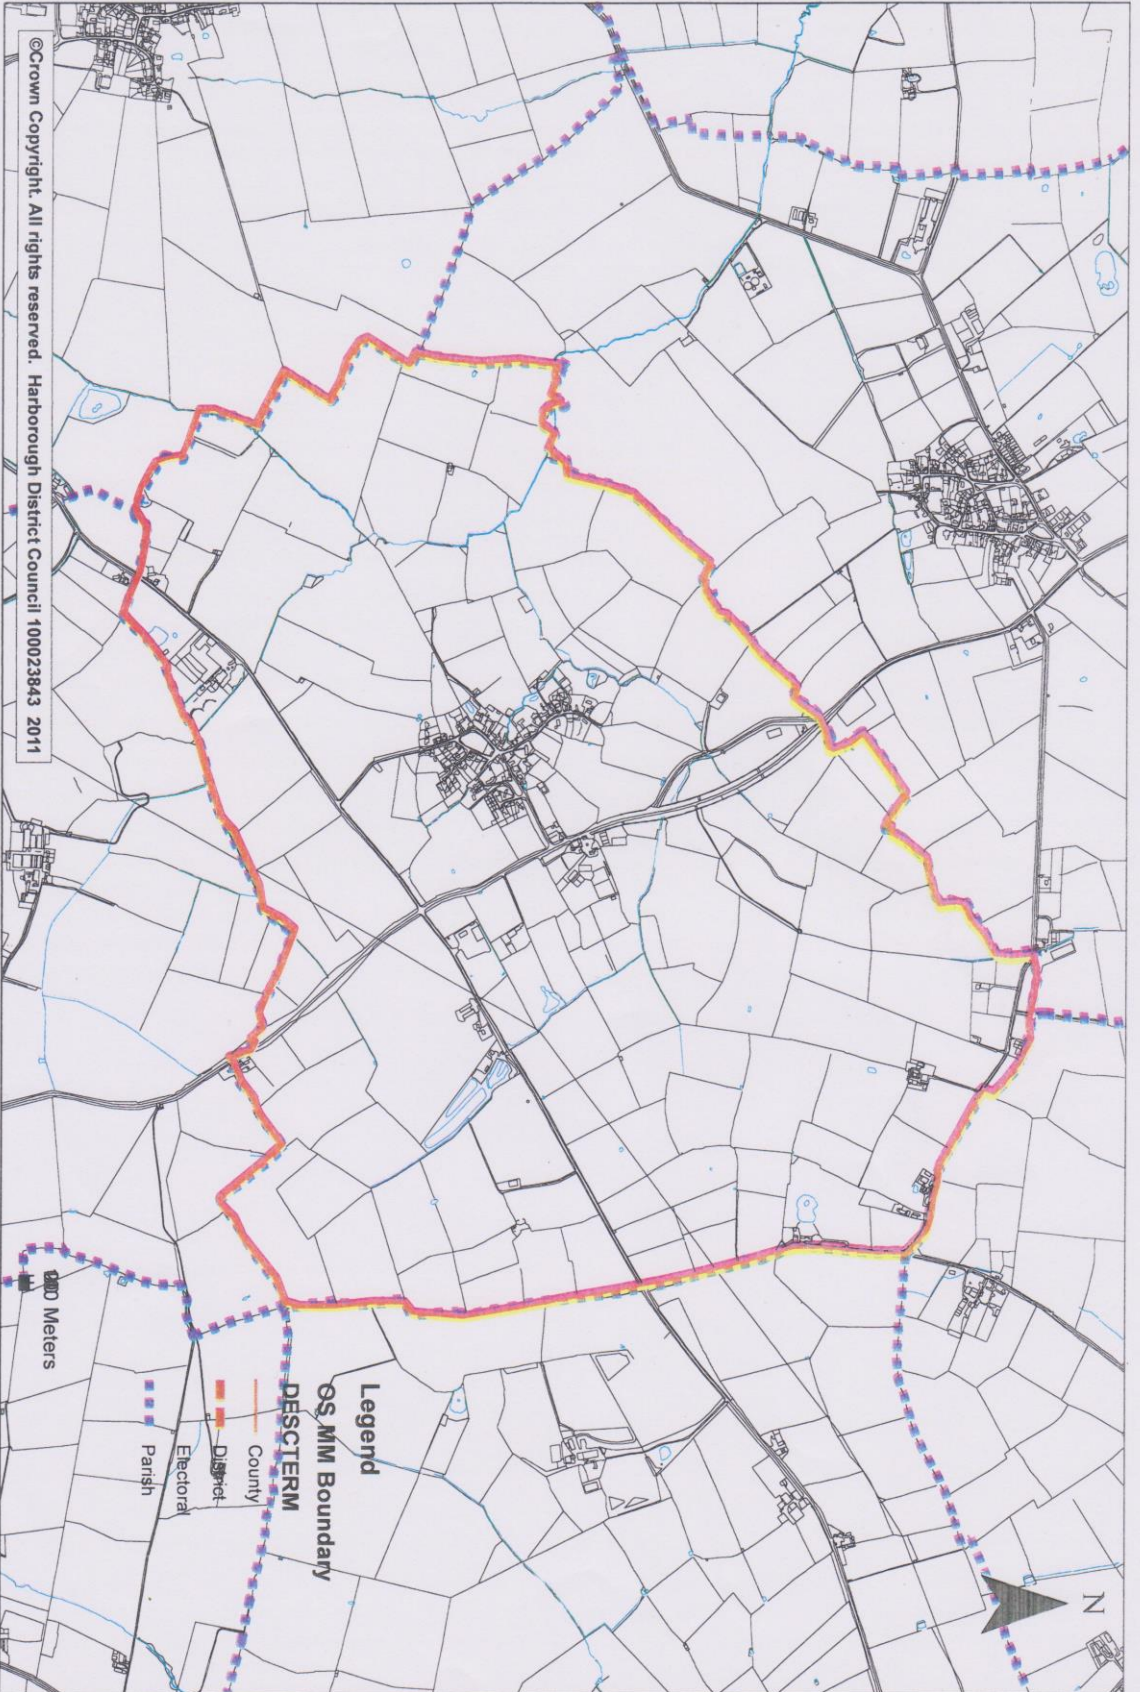 N
Legend
OS MM Boundary
DESCTERM
County
District
Electoral
Parish
Meters
©Crown Copyright. All rights reserved. Harborough District Council 100023843 2011